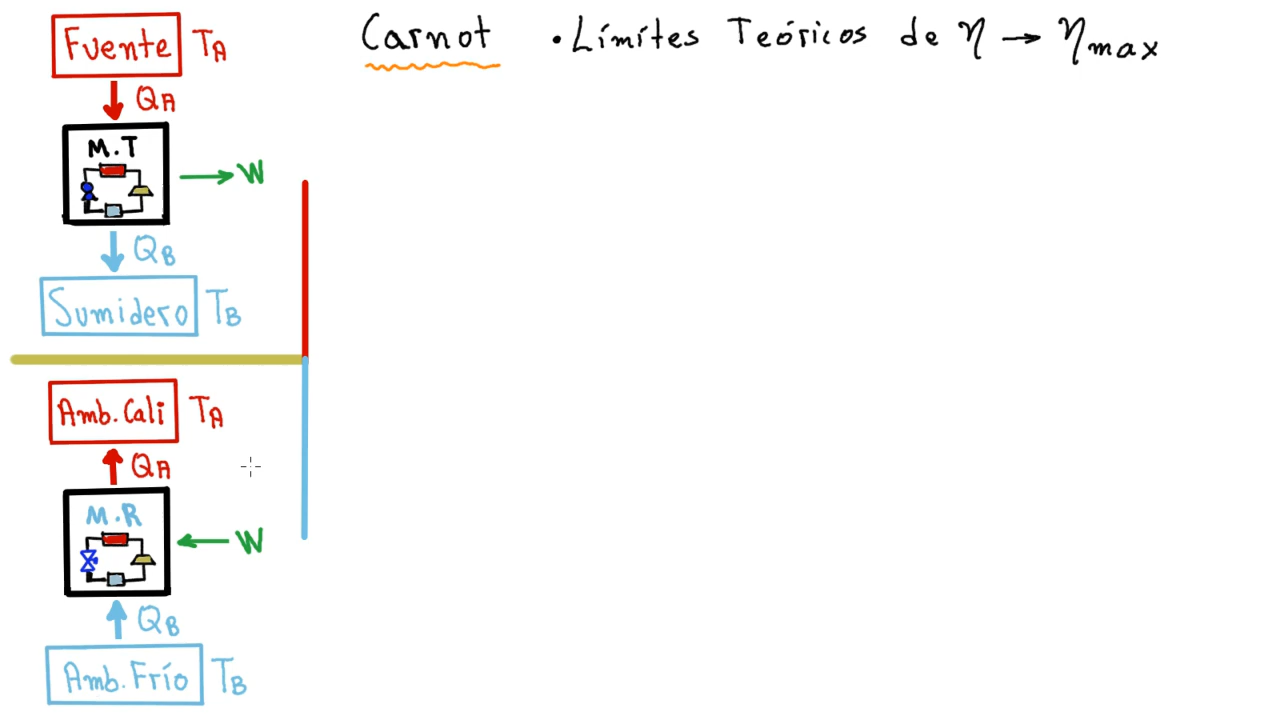 Carnot • Límites Teóricos de η → ηmax
Fuente TA
QA
M.T
W
QB
Sumidero TB
Amb.Cali TA
QA
M.R
W
QB
Amb.Frío TB